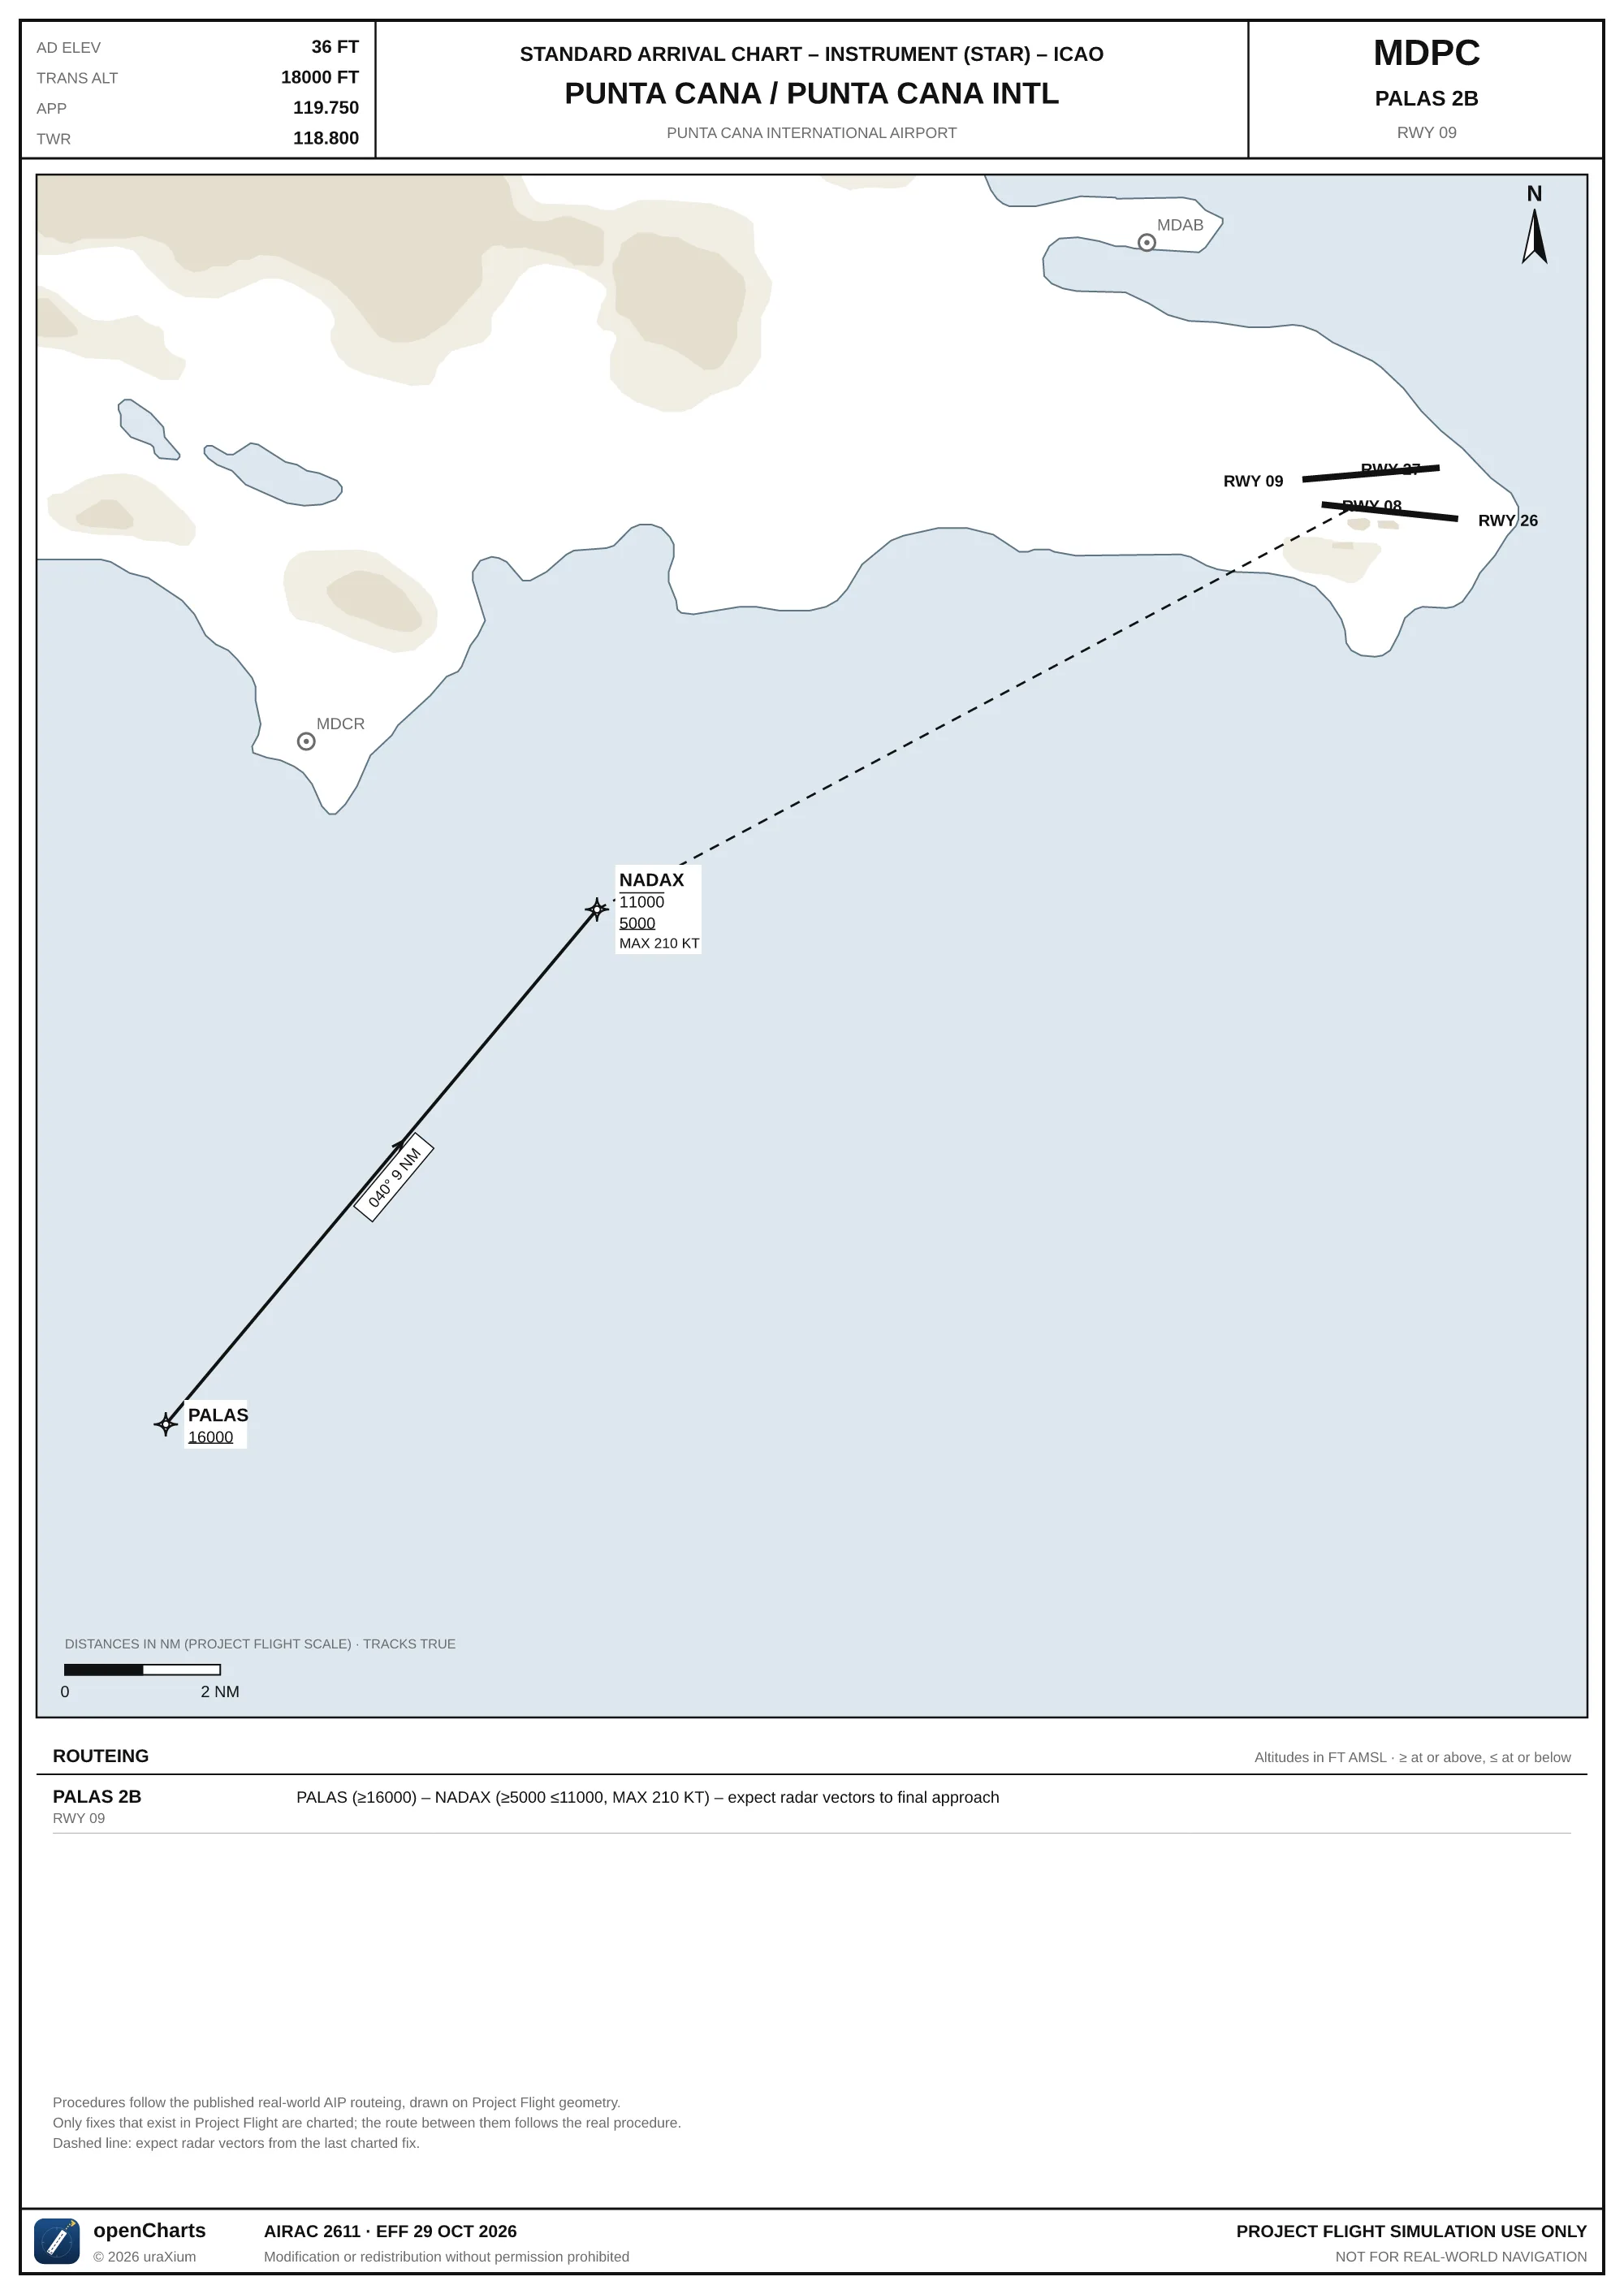 AD ELEV 36 FT
TRANS ALT 18000 FT
APP 119.750
TWR 118.800
STANDARD ARRIVAL CHART – INSTRUMENT (STAR) – ICAO
PUNTA CANA / PUNTA CANA INTL
PUNTA CANA INTERNATIONAL AIRPORT
MDPC
PALAS 2B
RWY 09
N
MDAB
RWY 27
RWY 09
RWY 08
RWY 26
MDCR
NADAX
11000
5000
MAX 210 KT
040° 9 NM
PALAS
16000
DISTANCES IN NM (PROJECT FLIGHT SCALE) · TRACKS TRUE
0 2 NM
ROUTEING
Altitudes in FT AMSL · ≥ at or above, ≤ at or below
PALAS 2B PALAS (≥16000) – NADAX (≥5000 ≤11000, MAX 210 KT) – expect radar vectors to final approach
RWY 09
Procedures follow the published real-world AIP routeing, drawn on Project Flight geometry.
Only fixes that exist in Project Flight are charted; the route between them follows the real procedure.
Dashed line: expect radar vectors from the last charted fix.
openCharts
© 2026 uraXium
AIRAC 2611 · EFF 29 OCT 2026
Modification or redistribution without permission prohibited
PROJECT FLIGHT SIMULATION USE ONLY
NOT FOR REAL-WORLD NAVIGATION